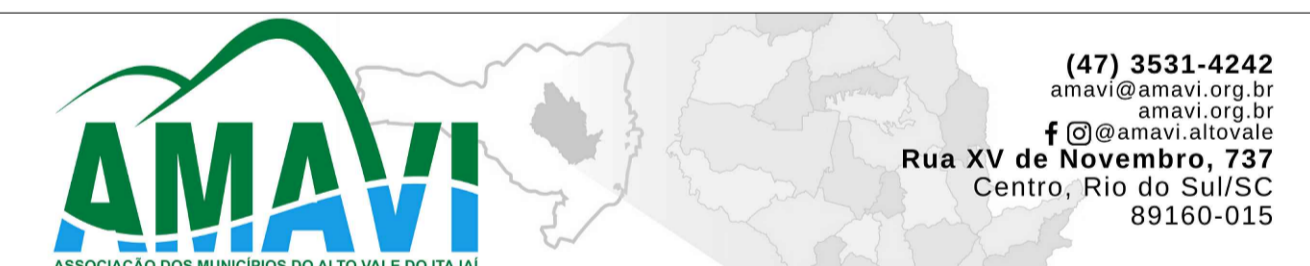 AMAVI
ASSOCIAÇÃO DOS MUNICÍPIOS DO ALTO VALE DO ITAJAÍ
(47) 3531-4242
amavi@amavi.org.br
amavi.org.br
@amavi.altovale
Rua XV de Novembro, 737
Centro, Rio do Sul/SC
89160-015